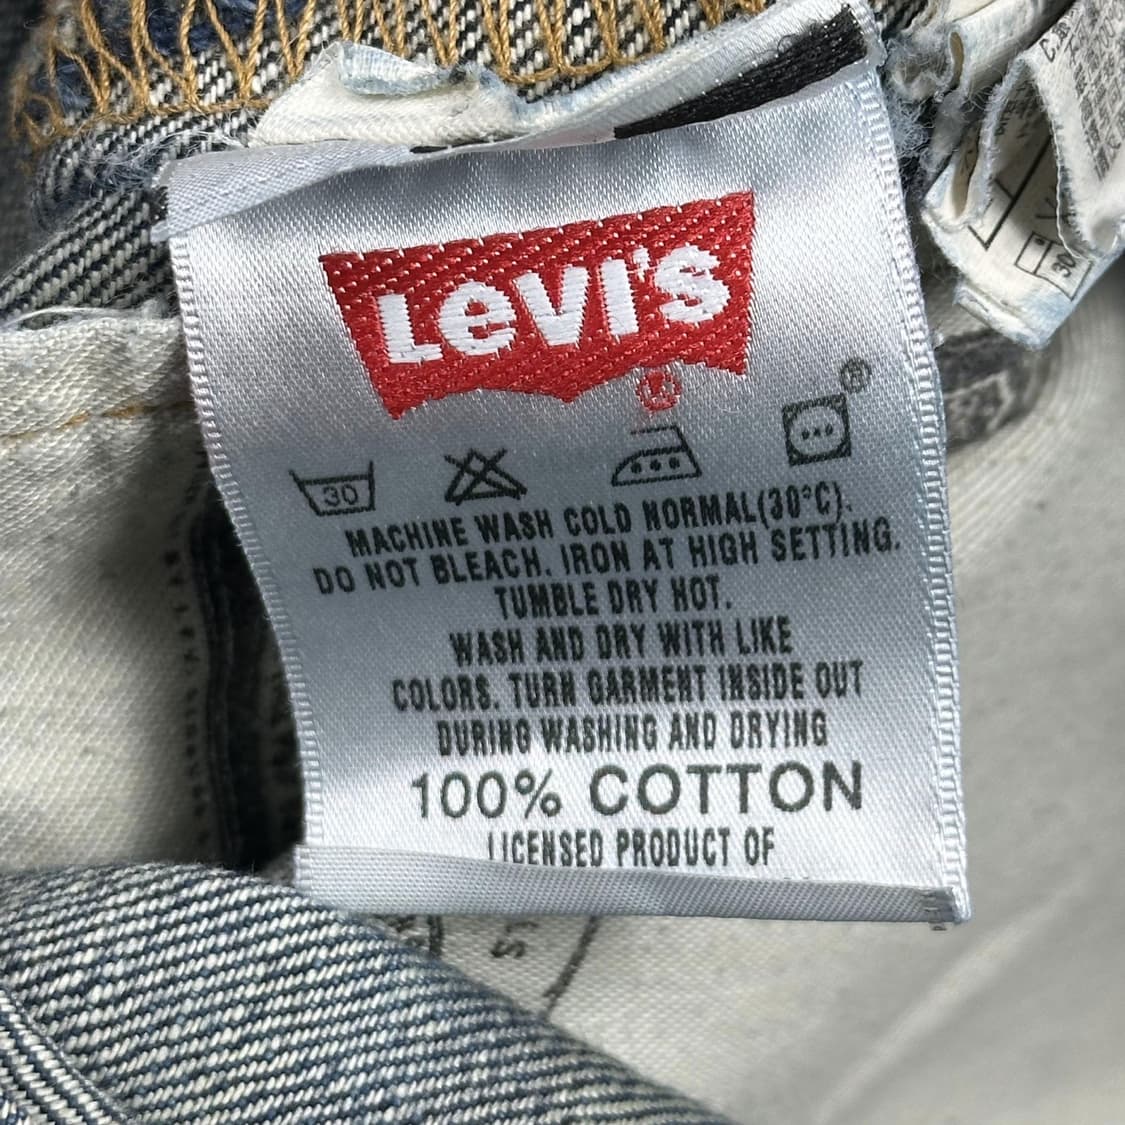 LEVI'S
®
30
MACHINE WASH COLD NORMAL(30°C).
DO NOT BLEACH. IRON AT HIGH SETTING.
TUMBLE DRY HOT.
WASH AND DRY WITH LIKE
COLORS. TURN GARMENT INSIDE OUT
DURING WASHING AND DRYING
100% COTTON
LICENSED PRODUCT OF
30